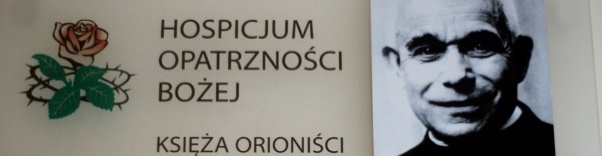 HOSPICJUM
OPATRZNOŚCI
BOŻEJ
KSIĘŻA ORIONIŚCI